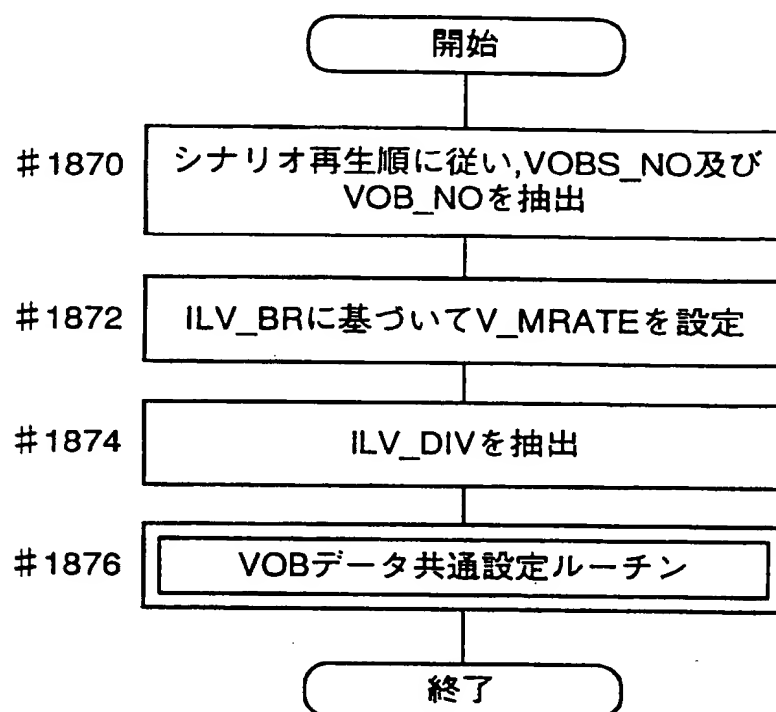 開始
#1870
シナリオ再生順に従い,VOBS_NO及び
VOB_NOを抽出
#1872
ILV_BRに基づいてV_MRATEを設定
#1874
ILV_DIVを抽出
#1876
VOBデータ共通設定ルーチン
終了